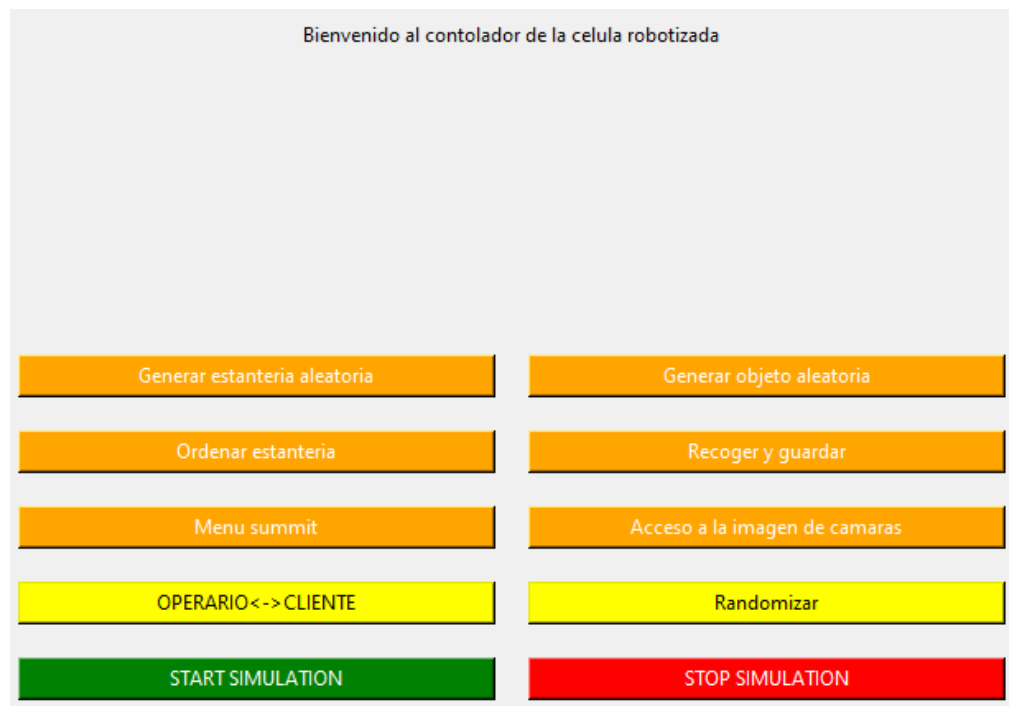 Bienvenido al contolador de la celula robotizada
Generar estanteria aleatoria
Generar objeto aleatoria
Ordenar estanteria
Recoger y guardar
Menu summit
Acceso a la imagen de camaras
OPERARIO<->CLIENTE
Randomizar
START SIMULATION
STOP SIMULATION